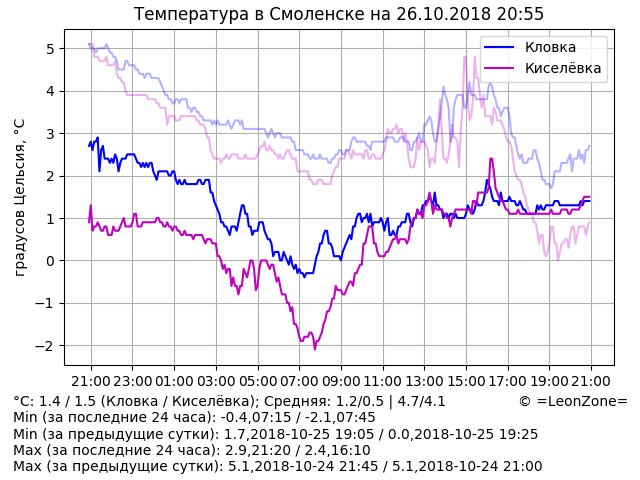 Температура в Смоленске на 26.10.2018 20:55
Кловка
Киселёвка
градусов Цельсия, °C
5
4
3
2
1
0
−1
−2
21:00 23:00 01:00 03:00 05:00 07:00 09:00 11:00 13:00 15:00 17:00 19:00 21:00
°C: 1.4 / 1.5 (Кловка / Киселёвка); Средняя: 1.2/0.5 | 4.7/4.1 © =LeonZone=
Min (за последние 24 часа): -0.4,07:15 / -2.1,07:45
Min (за предыдущие сутки): 1.7,2018-10-25 19:05 / 0.0,2018-10-25 19:25
Max (за последние 24 часа): 2.9,21:20 / 2.4,16:10
Max (за предыдущие сутки): 5.1,2018-10-24 21:45 / 5.1,2018-10-24 21:00